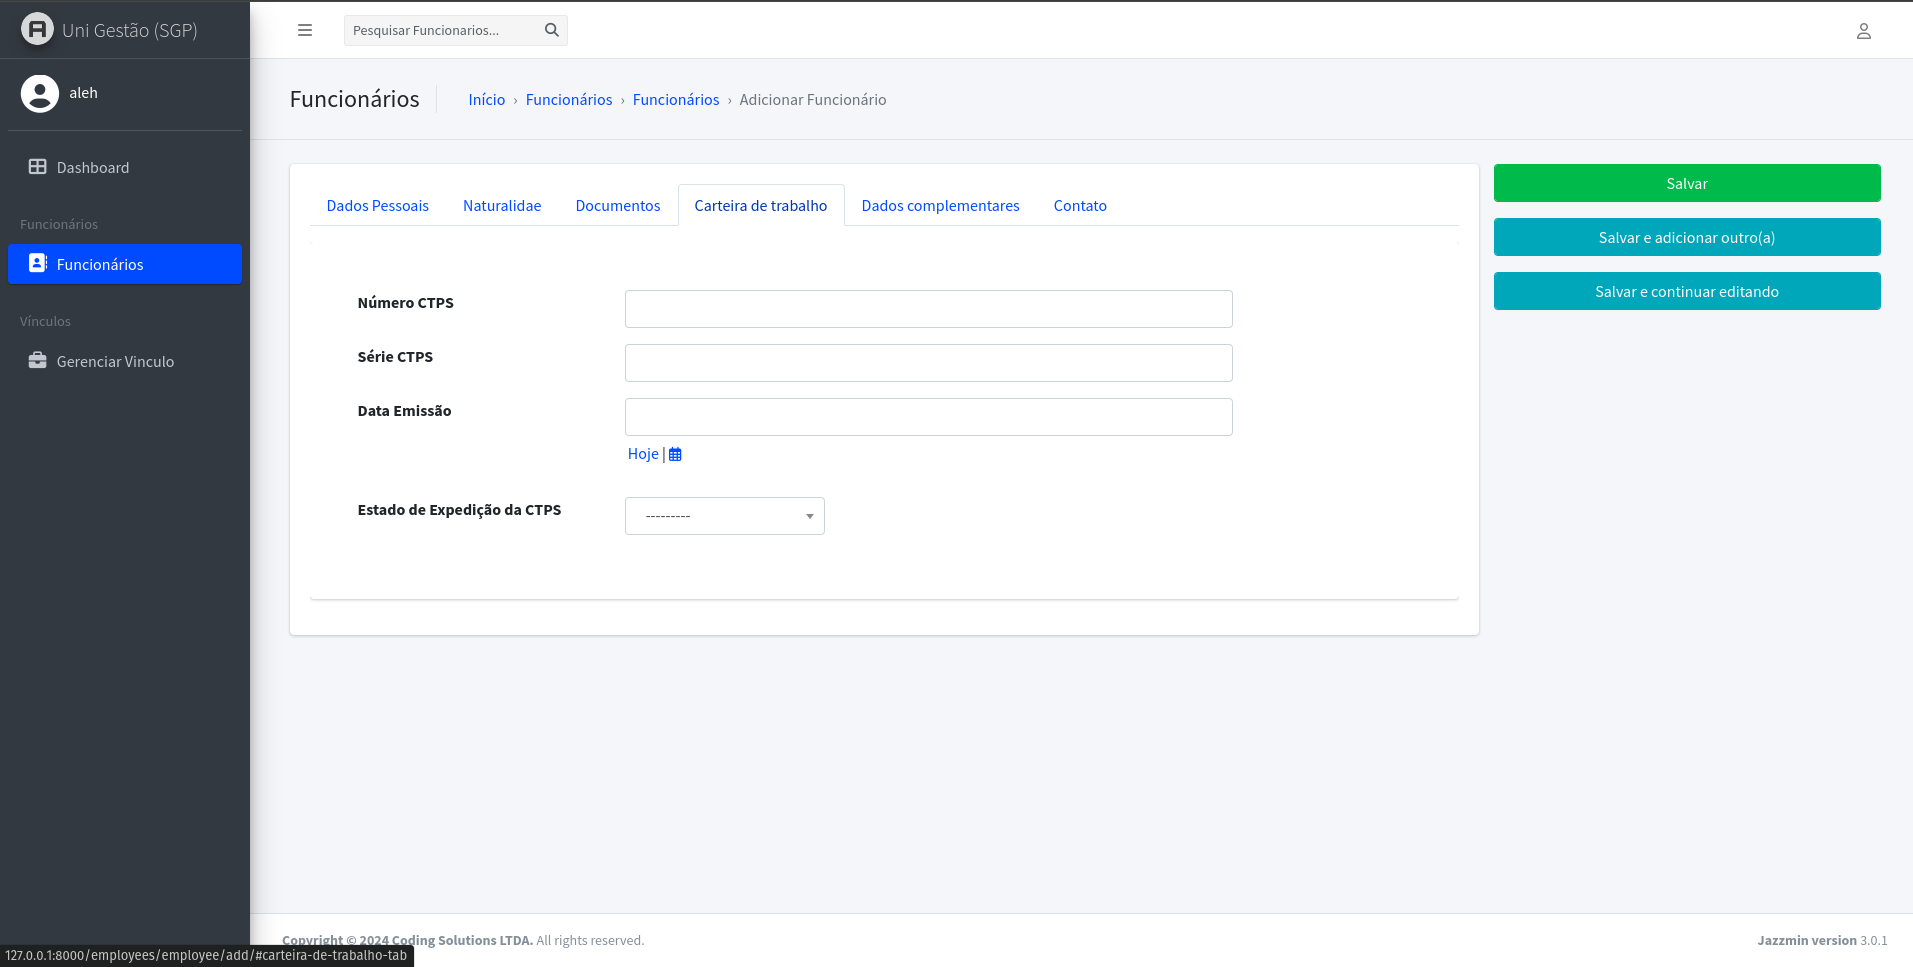 Uni Gestão (SGP)
Pesquisar Funcionarios...
aleh
Dashboard
Funcionários
Funcionários
Vínculos
Gerenciar Vinculo
Funcionários
Início › Funcionários › Funcionários › Adicionar Funcionário
Dados Pessoais Naturalidae Documentos Carteira de trabalho Dados complementares Contato
Número CTPS
Série CTPS
Data Emissão
Hoje |
Estado de Expedição da CTPS
---------
Salvar
Salvar e adicionar outro(a)
Salvar e continuar editando
Copyright © 2024 Coding Solutions LTDA. All rights reserved.
Jazzmin version 3.0.1
127.0.0.1:8000/employees/employee/add/#carteira-de-trabalho-tab